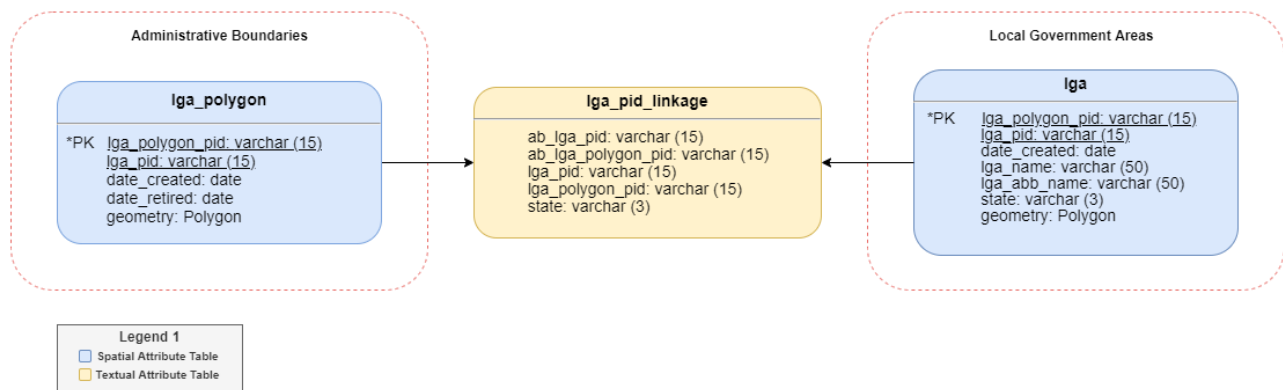 Administrative Boundaries
lga_polygon
*PK lga_polygon_pid: varchar (15)
lga_pid: varchar (15)
date_created: date
date_retired: date
geometry: Polygon
lga_pid_linkage
ab_lga_pid: varchar (15)
ab_lga_polygon_pid: varchar (15)
lga_pid: varchar (15)
lga_polygon_pid: varchar (15)
state: varchar (3)
Local Government Areas
lga
*PK lga_polygon_pid: varchar (15)
lga_pid: varchar (15)
date_created: date
lga_name: varchar (50)
lga_abb_name: varchar (50)
state: varchar (3)
geometry: Polygon
Legend 1
Spatial Attribute Table
Textual Attribute Table